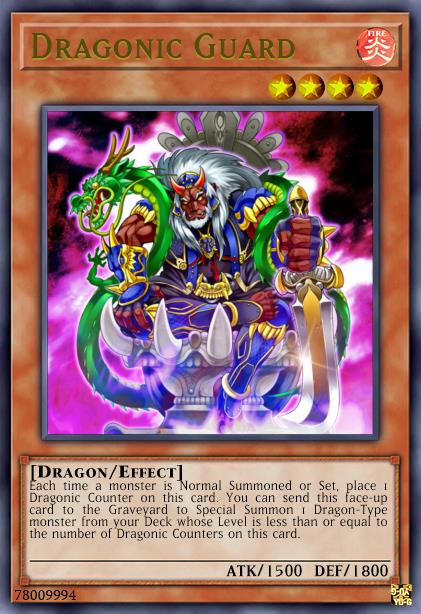 Dragonic Guard
FIRE
炎
[Dragon/Effect]
Each time a monster is Normal Summoned or Set, place 1
Dragonic Counter on this card. You can send this face-up
card to the Graveyard to Special Summon 1 Dragon-Type
monster from your Deck whose Level is less than or equal to
the number of Dragonic Counters on this card.
ATK/1500 DEF/1800
78009994